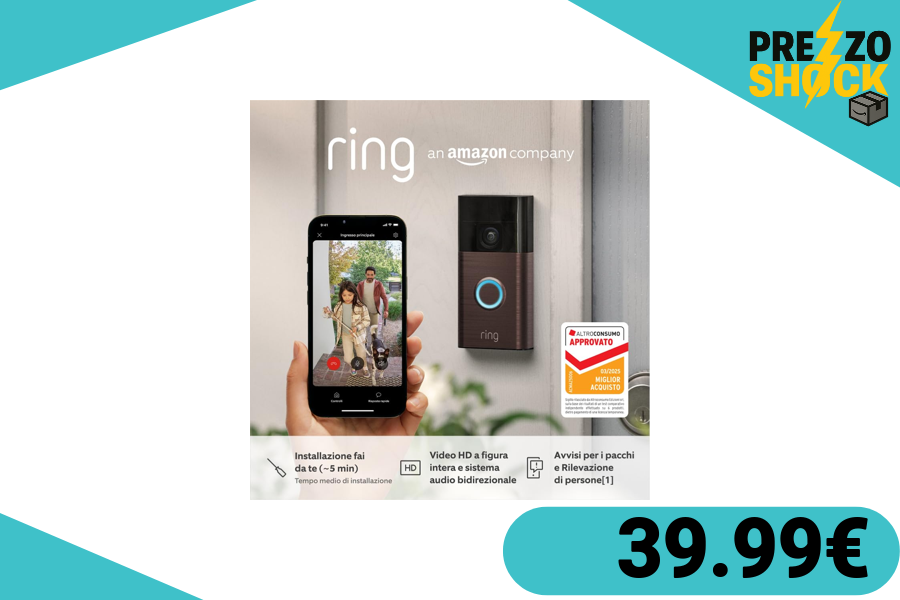 PREZZO
SHOCK
ring an amazon company
9:41
Ingresso principale
ring
ALTROCONSUMO
APPROVATO
03/2025
MIGLIOR
ACQUISTO
Installazione fai
da te (~5 min)
Tempo medio di installazione
HD
Video HD a figura
intera e sistema
audio bidirezionale
Avvisi per i pacchi
e Rilevazione
di persone[1]
39.99€